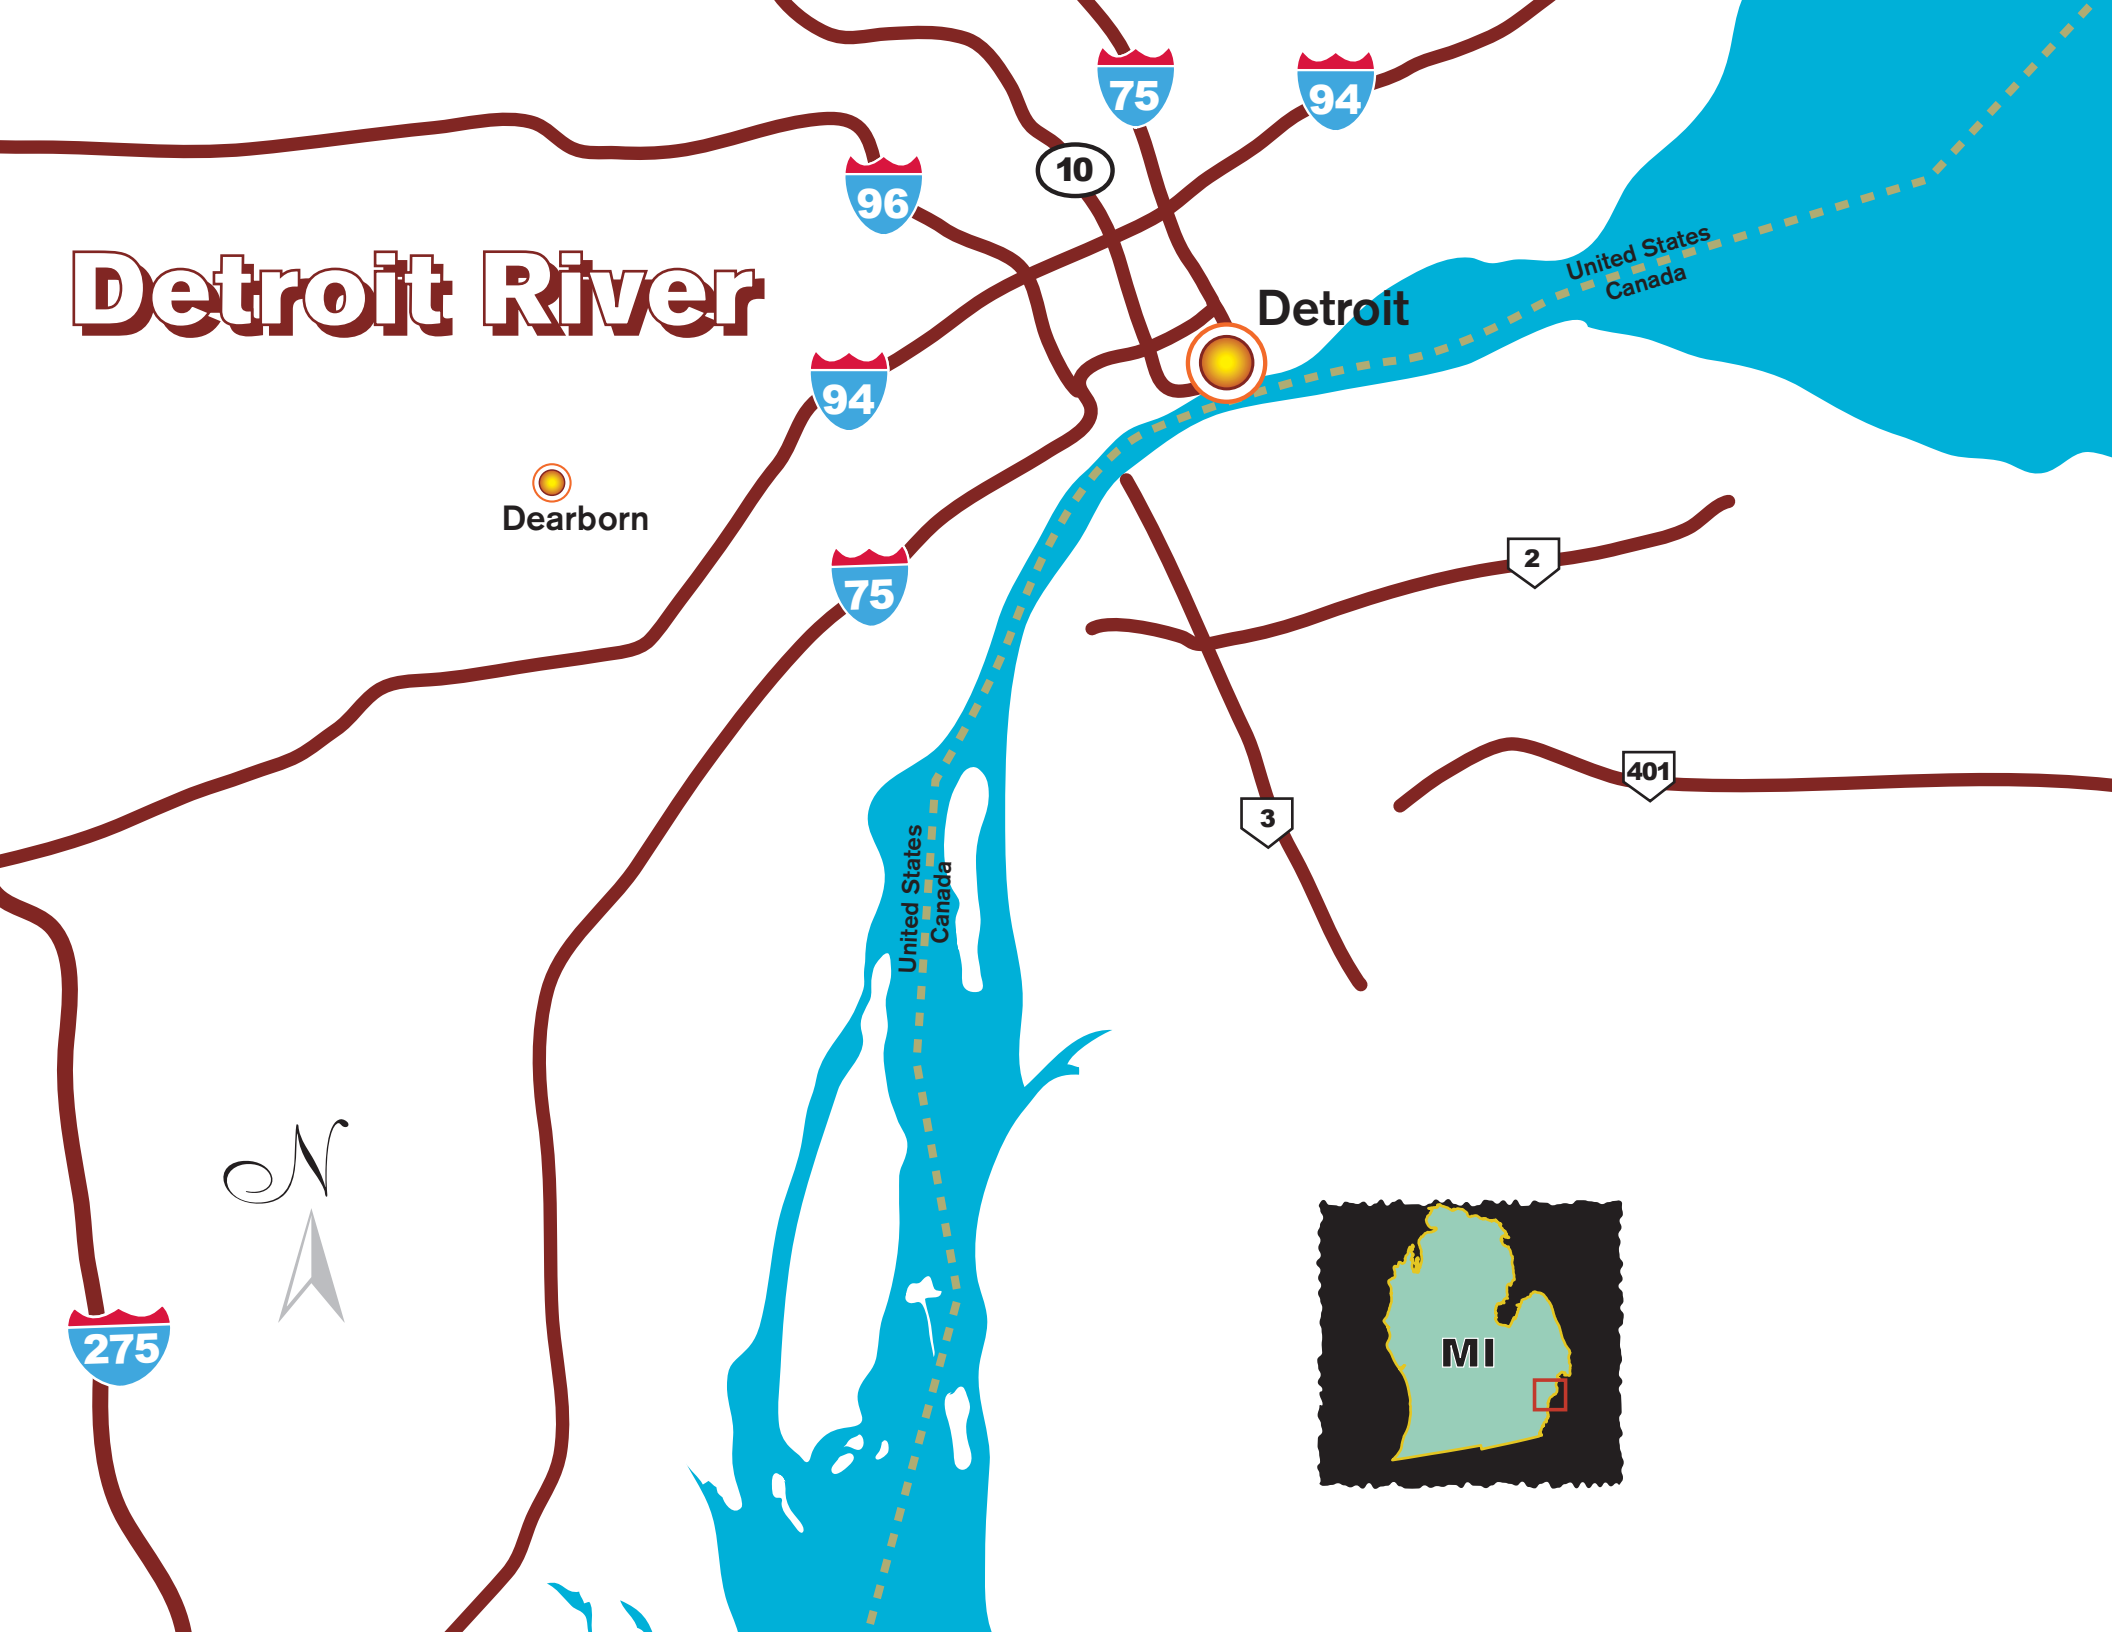 75
94
10
96
Detroit River
United States
Canada
Detroit
94
Dearborn
2
75
401
3
United States
Canada
N
275
MI